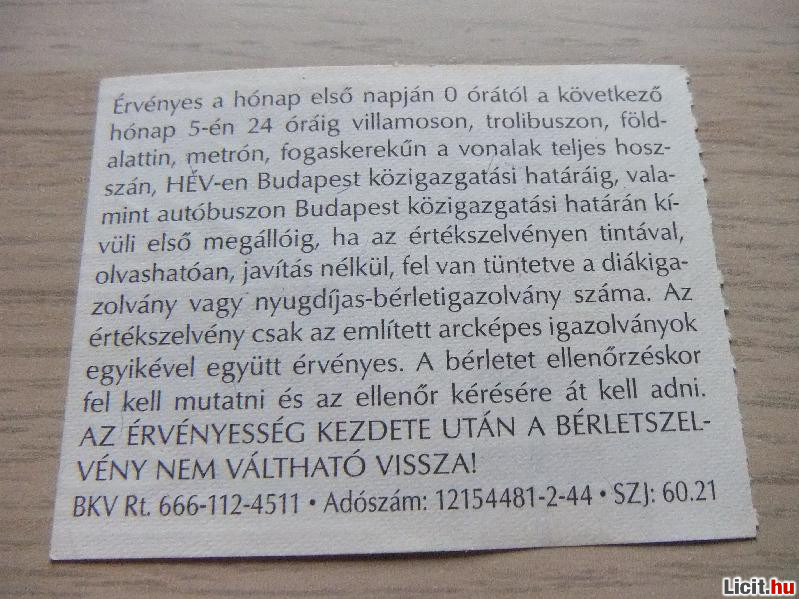 Érvényes a hónap első napján 0 órától a következő
hónap 5-én 24 óráig villamoson, trolibuszon, föld-
alattin, metrón, fogaskerekűn a vonalak teljes hosz-
szán, HÉV-en Budapest közigazgatási határáig, vala-
mint autóbuszon Budapest közigazgatási határán kí-
vüli első megállóig, ha az értékszelvényen tintával,
olvashatóan, javítás nélkül, fel van tüntetve a diákiga-
zolvány vagy nyugdíjas-bérletigazolvány száma. Az
értékszelvény csak az említett arcképes igazolványok
egyikével együtt érvényes. A bérletet ellenőrzéskor
fel kell mutatni és az ellenőr kérésére át kell adni.
AZ ÉRVÉNYESSÉG KEZDETE UTÁN A BÉRLETSZEL-
VÉNY NEM VÁLTHATÓ VISSZA!
BKV Rt. 666-112-4511 • Adószám: 12154481-2-44 • SZJ: 60.21
Licit.hu